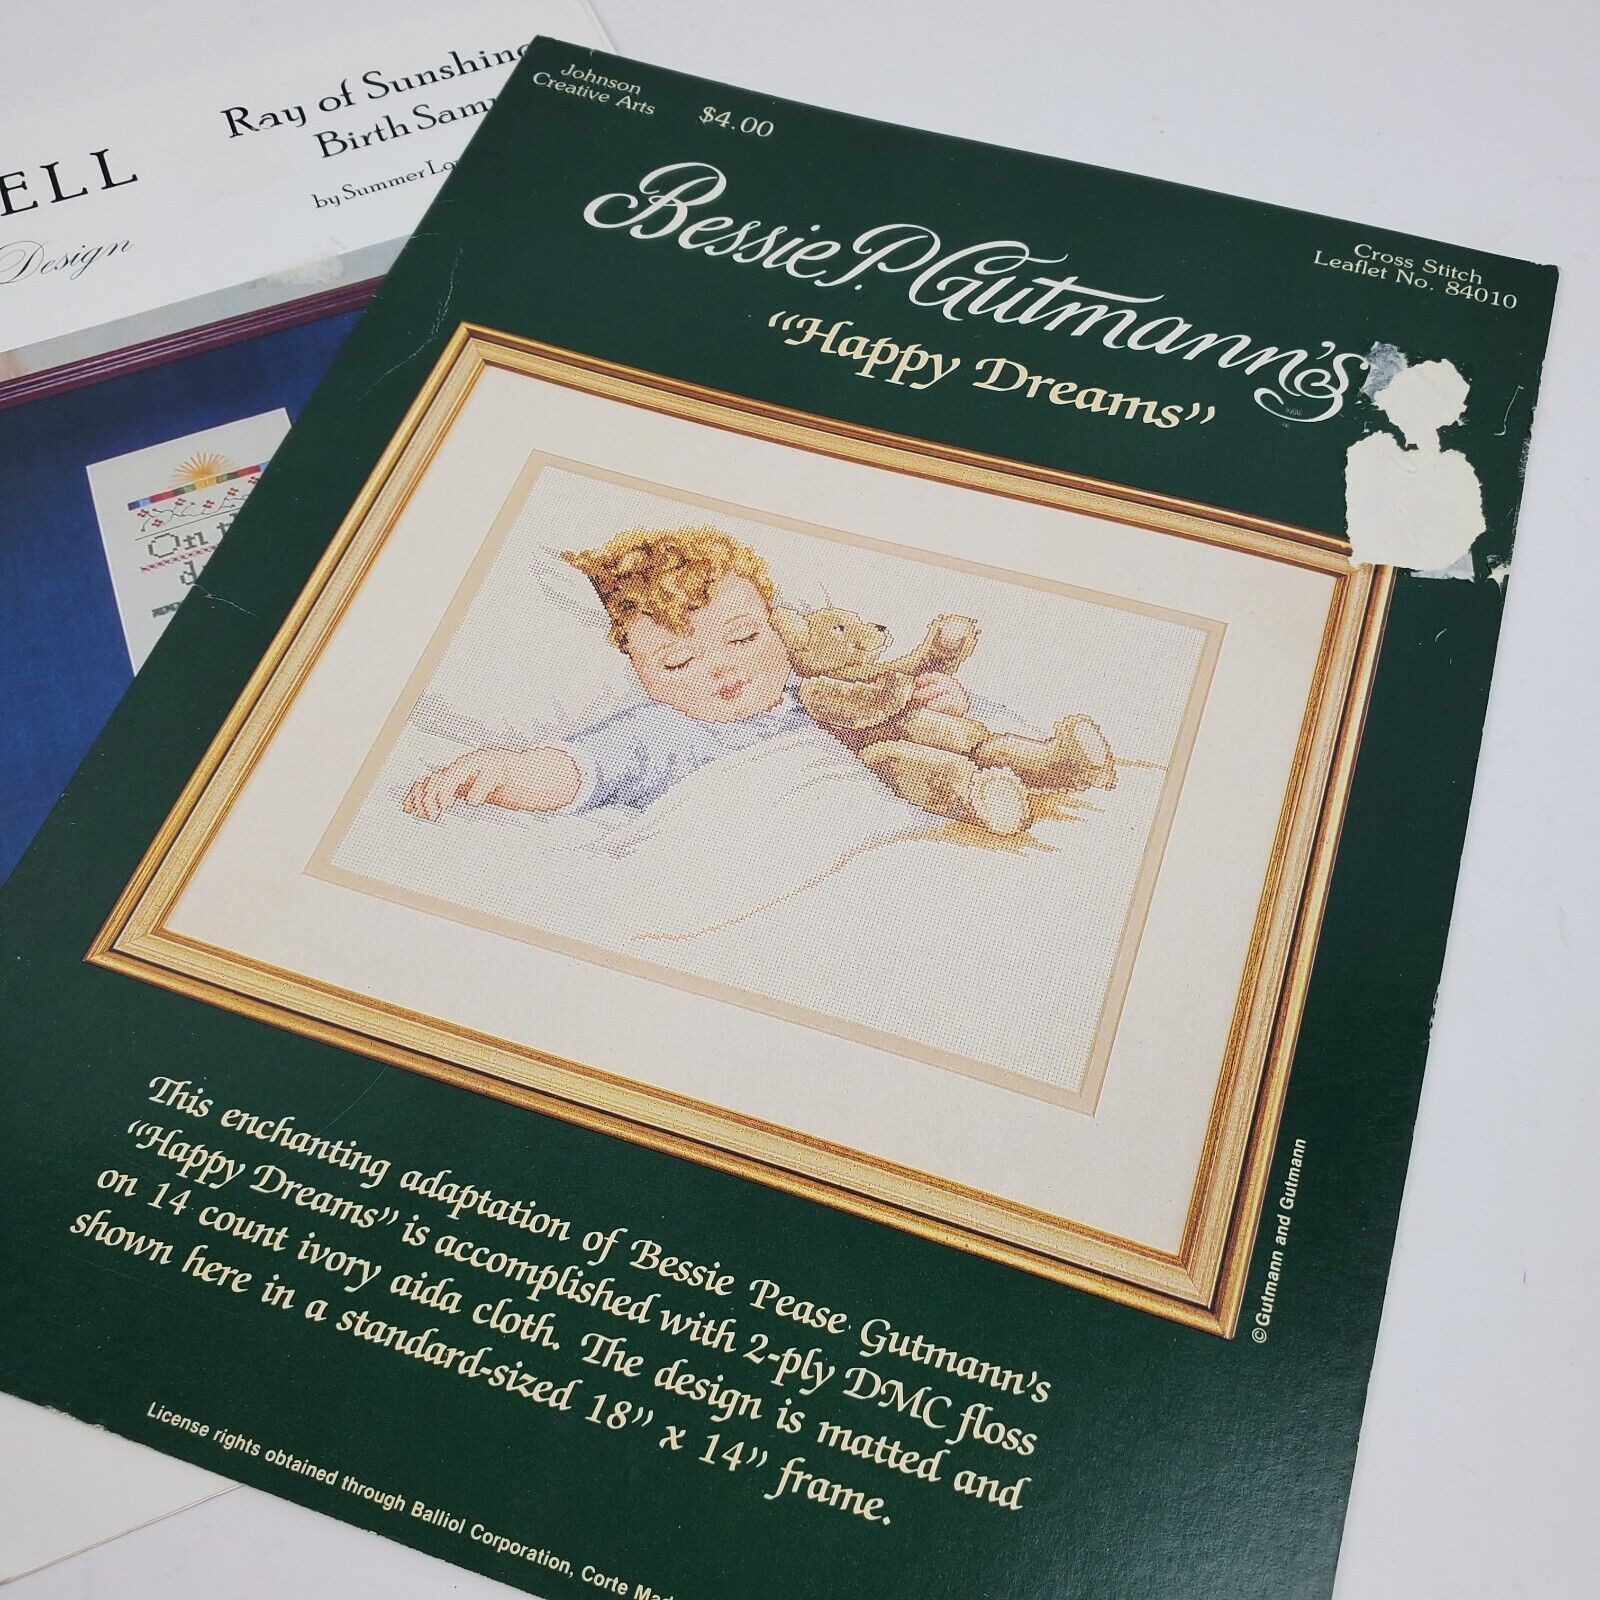 Ray of Sunshine
Birth
by Summer
ELL
Design
On
Johnson
Creative Arts
$4.00
Cross Stitch
Leaflet No. 84010
Bessie P. Gutmann's
"Happy Dreams"
This enchanting adaptation of Bessie Pease Gutmann's
"Happy Dreams" is accomplished with 2-ply DMC floss
on 14 count ivory aida cloth. The design is matted and
shown here in a standard-sized 18" x 14" frame.
©Gutmann and Gutmann
License rights obtained through Balliol Corporation, Corte